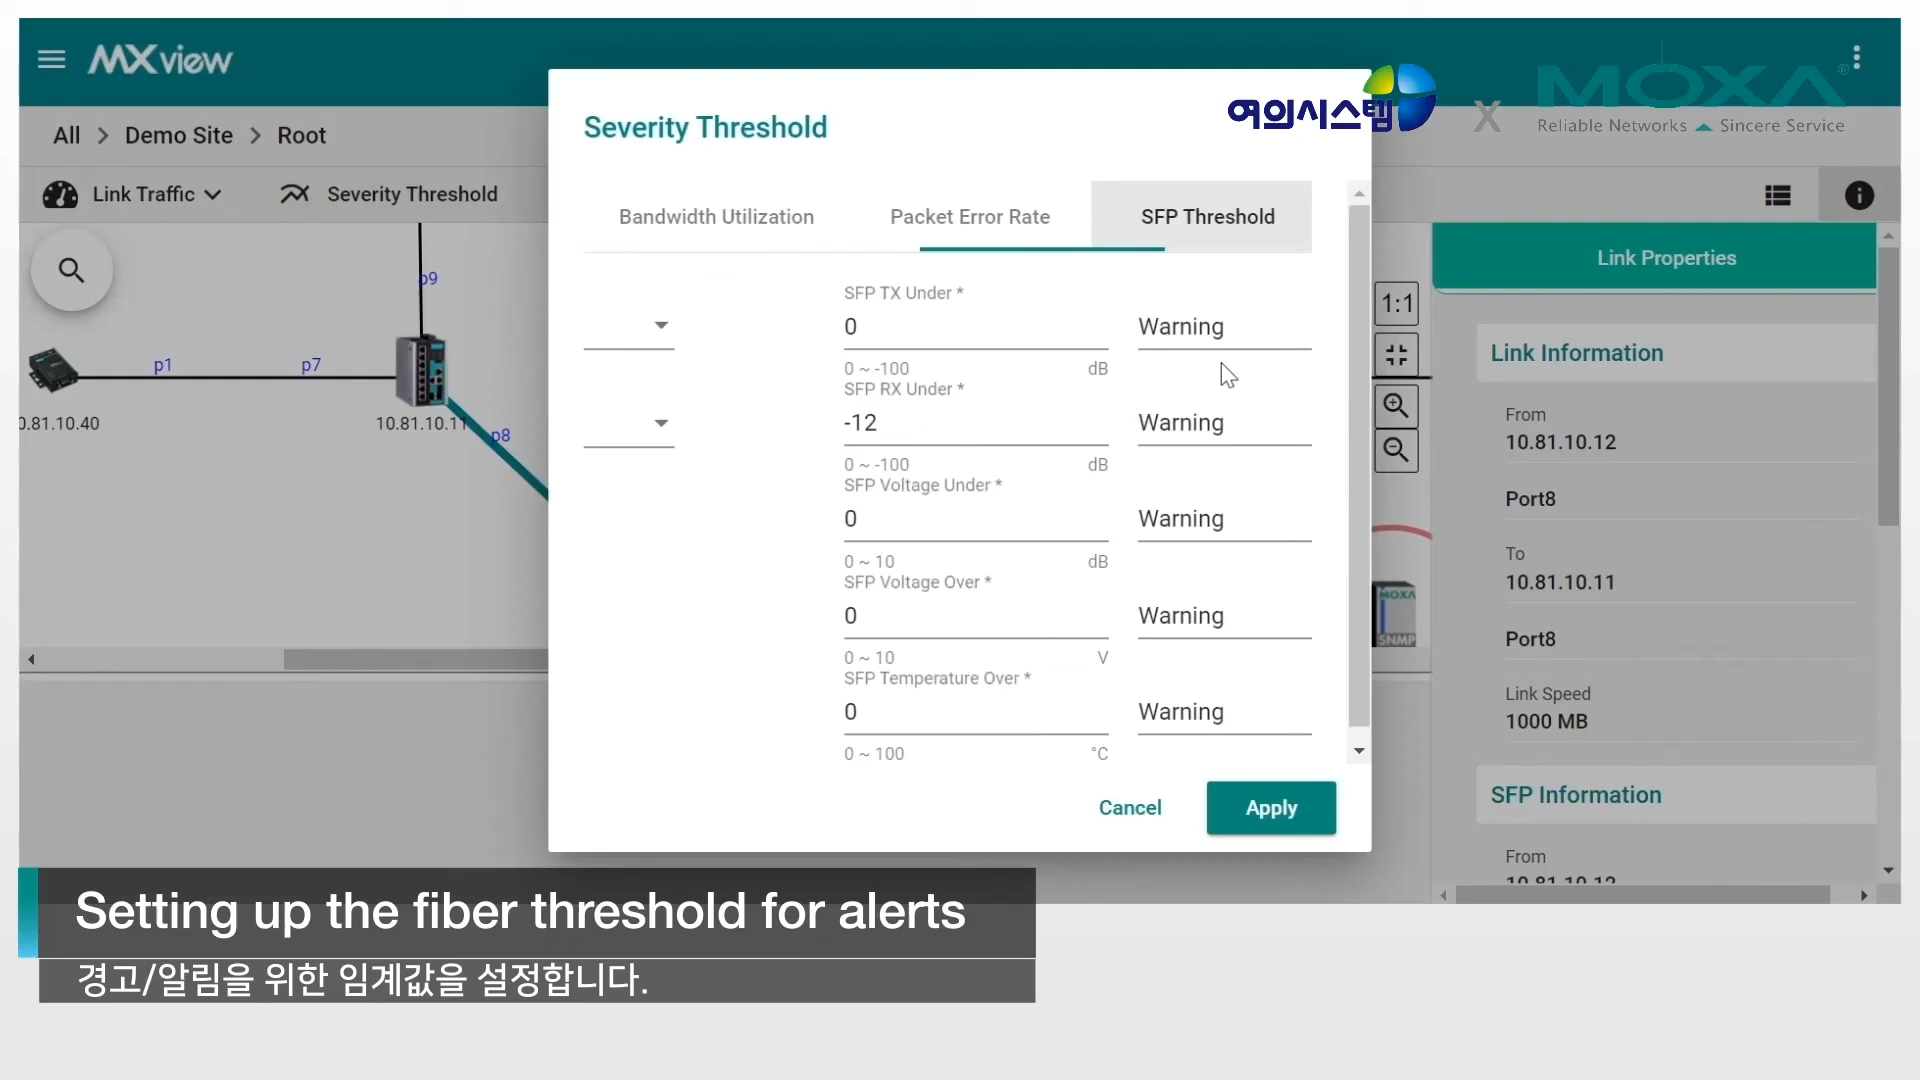 MXview
여의시스템
X
MOXA®
Reliable Networks Sincere Service
All > Demo Site > Root
Link Traffic
Severity Threshold
Severity Threshold
Bandwidth Utilization
Packet Error Rate
SFP Threshold
SFP TX Under *
0
Warning
0 ~ -100
dB
SFP RX Under *
-12
Warning
0 ~ -100
dB
SFP Voltage Under *
0
Warning
0 ~ 10
dB
SFP Voltage Over *
0
Warning
0 ~ 10
V
SFP Temperature Over *
0
Warning
0 ~ 100
°C
Cancel
Apply
p9
p1
p7
p8
0.81.10.40
10.81.10.11
1:1
MOXA
SNMP
Link Properties
Link Information
From
10.81.10.12
Port8
To
10.81.10.11
Port8
Link Speed
1000 MB
SFP Information
From
10.81.10.12
Setting up the fiber threshold for alerts
경고/알림을 위한 임계값을 설정합니다.